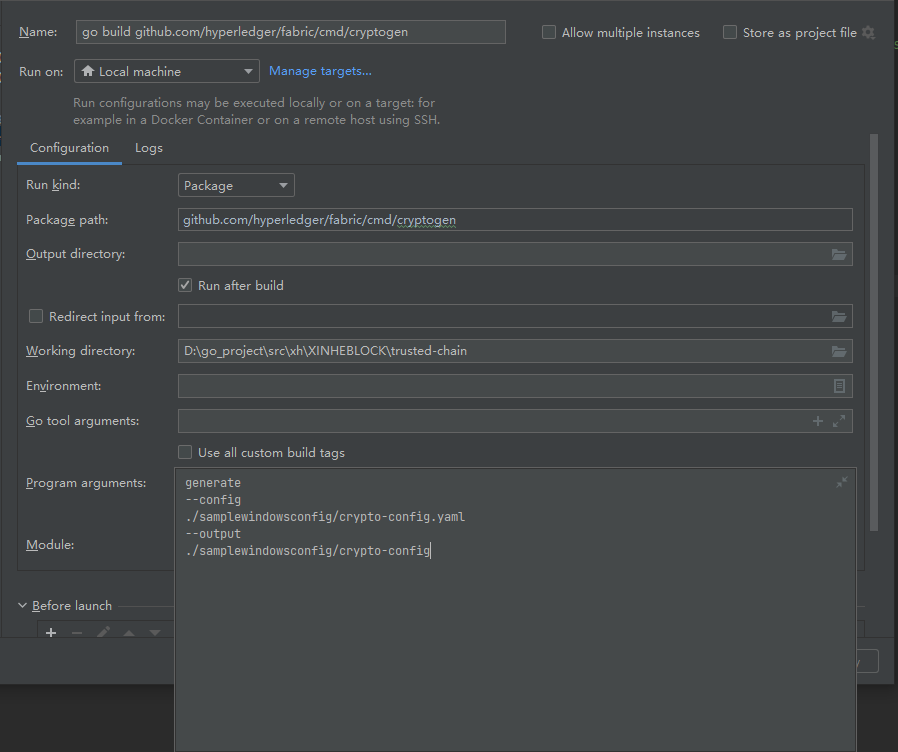 Name: go build github.com/hyperledger/fabric/cmd/cryptogen Allow multiple instances Store as project file
Run on: Local machine Manage targets...
Run configurations may be executed locally or on a target: for
example in a Docker Container or on a remote host using SSH.
Configuration Logs
Run kind: Package
Package path: github.com/hyperledger/fabric/cmd/cryptogen
Output directory:
Run after build
Redirect input from:
Working directory: D:\go_project\src\xh\XINHEBLOCK\trusted-chain
Environment:
Go tool arguments:
Use all custom build tags
Program arguments: generate
--config
./samplewindowsconfig/crypto-config.yaml
--output
./samplewindowsconfig/crypto-config
Module:
Before launch